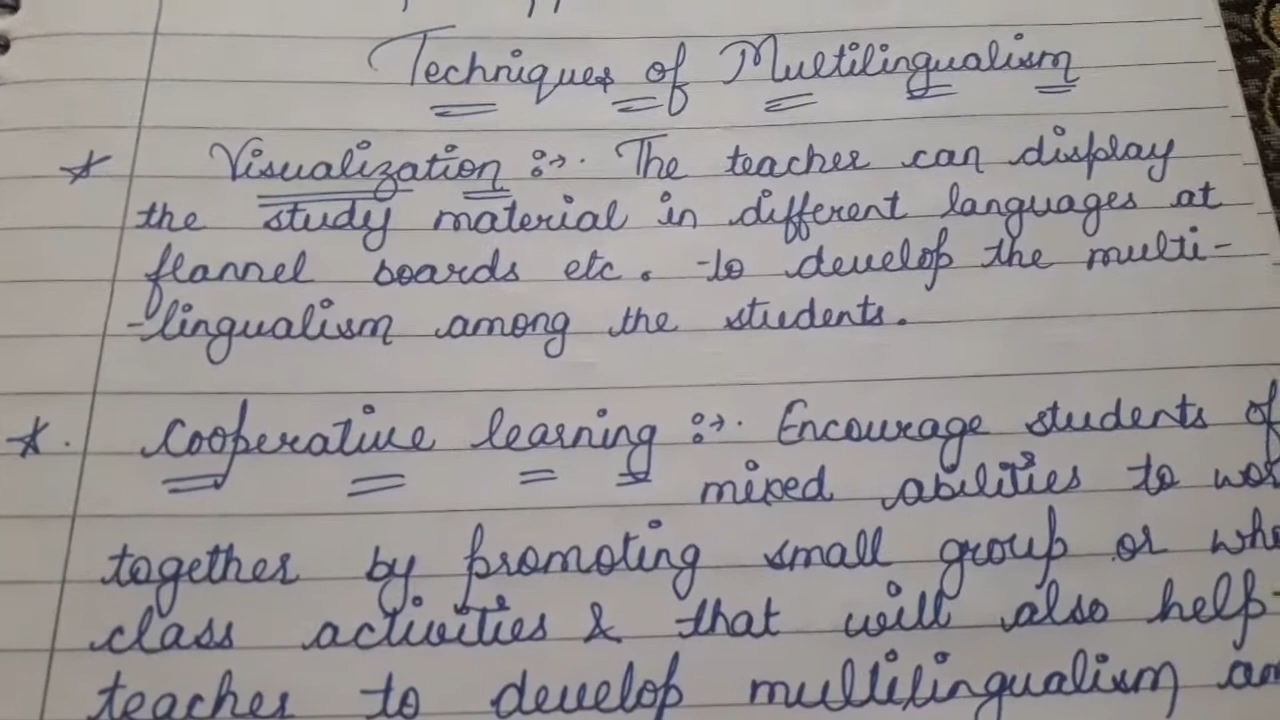 Techniques of Multilingualism
* Visualization :→. The teacher can display
the study material in different languages at
flannel boards etc. to develop the multi-
-lingualism among the students.
*. Cooperative learning :→. Encourage students of
mixed abilities to
together by promoting small group or
class activities & that will also help-
teacher to develop multilingualism